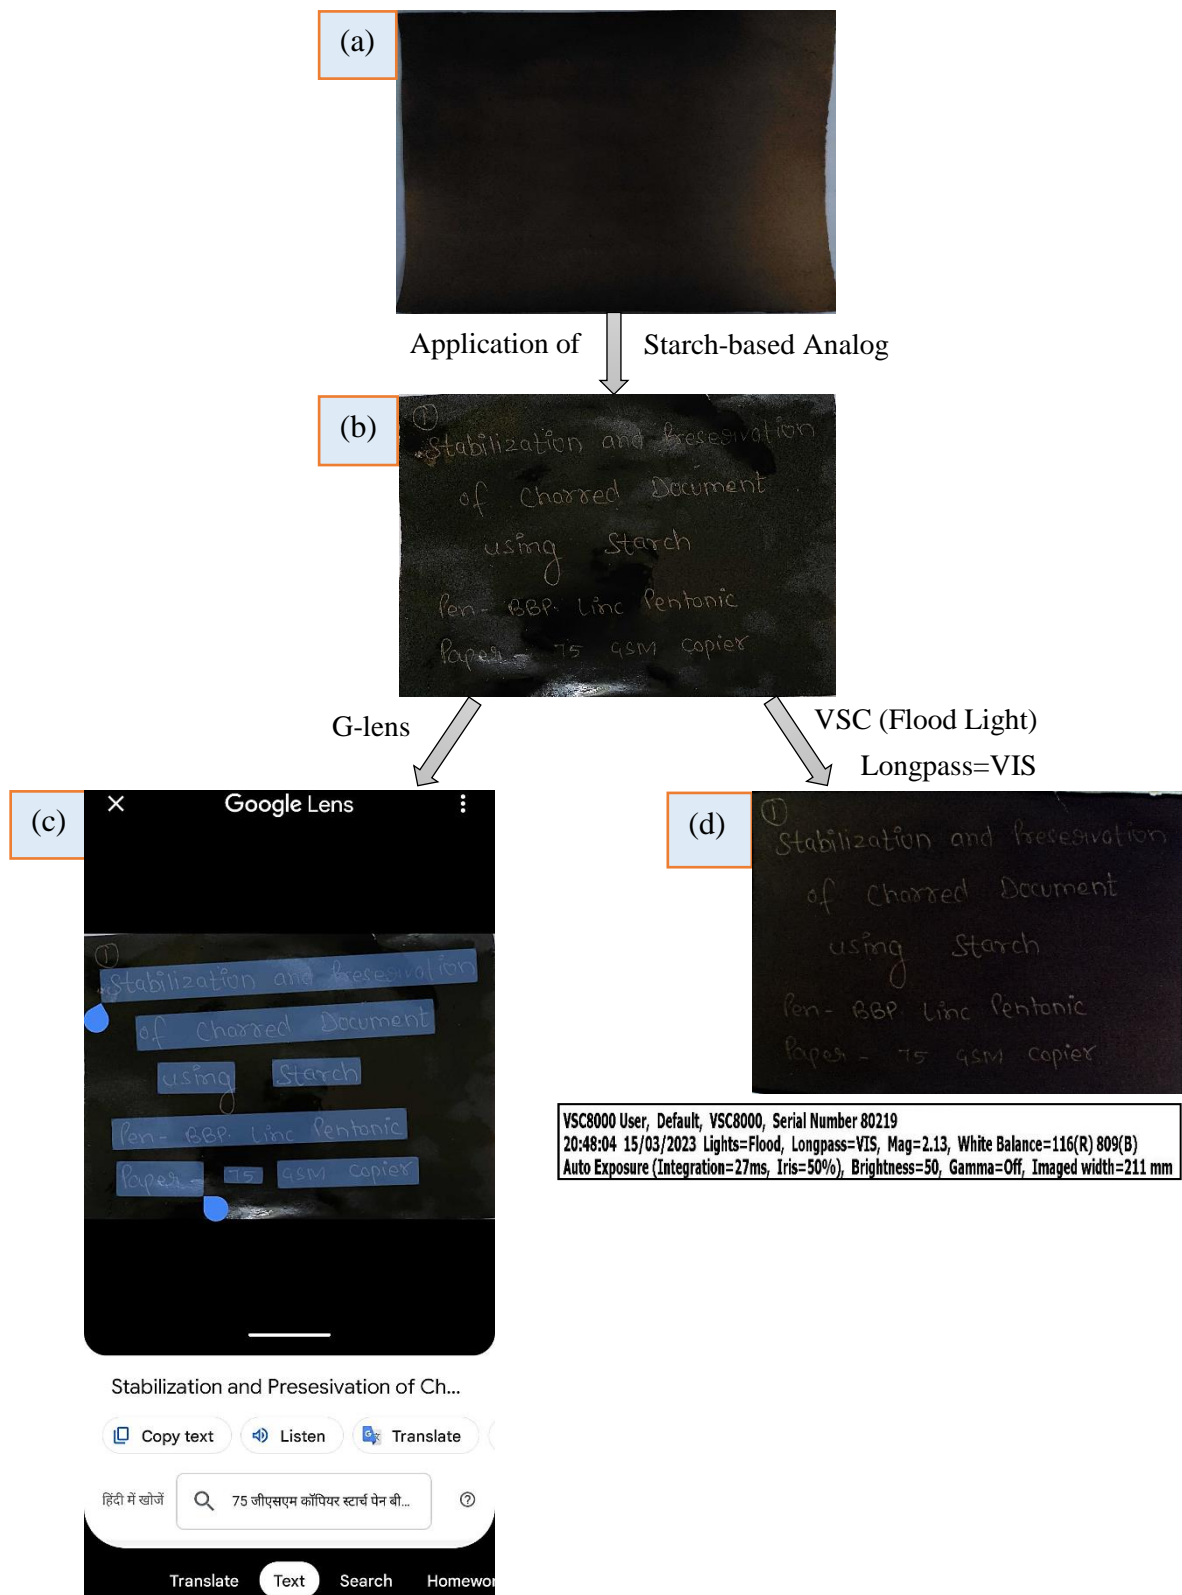 (a)
Application of Starch-based Analog
(b)
1
Stabilization and Preservation
of Charred Document
using Starch
Pen- BBP. Linc Pentonic
Paper - 75 GSM Copier
G-lens
VSC (Flood Light)
Longpass=VIS
(c)
Google Lens
1
Stabilization and Preservation
of Charred Document
using Starch
Pen- BBP. Linc Pentonic
Paper - 75 GSM Copier
Stabilization and Presesivation of Ch...
Copy text Listen Translate
हिंदी में खोजें 75 जीएसएम कॉपियर स्टार्च पेन बी...
Translate Text Search Homewor
(d)
1
Stabilization and Preservation
of Charred Document
using Starch
Pen- BBP. Linc Pentonic
Paper - 75 GSM Copier
VSC8000 User, Default, VSC8000, Serial Number 80219
20:48:04 15/03/2023 Lights=Flood, Longpass=VIS, Mag=2.13, White Balance=116(R) 809(B)
Auto Exposure (Integration=27ms, Iris=50%), Brightness=50, Gamma=Off, Imaged width=211 mm